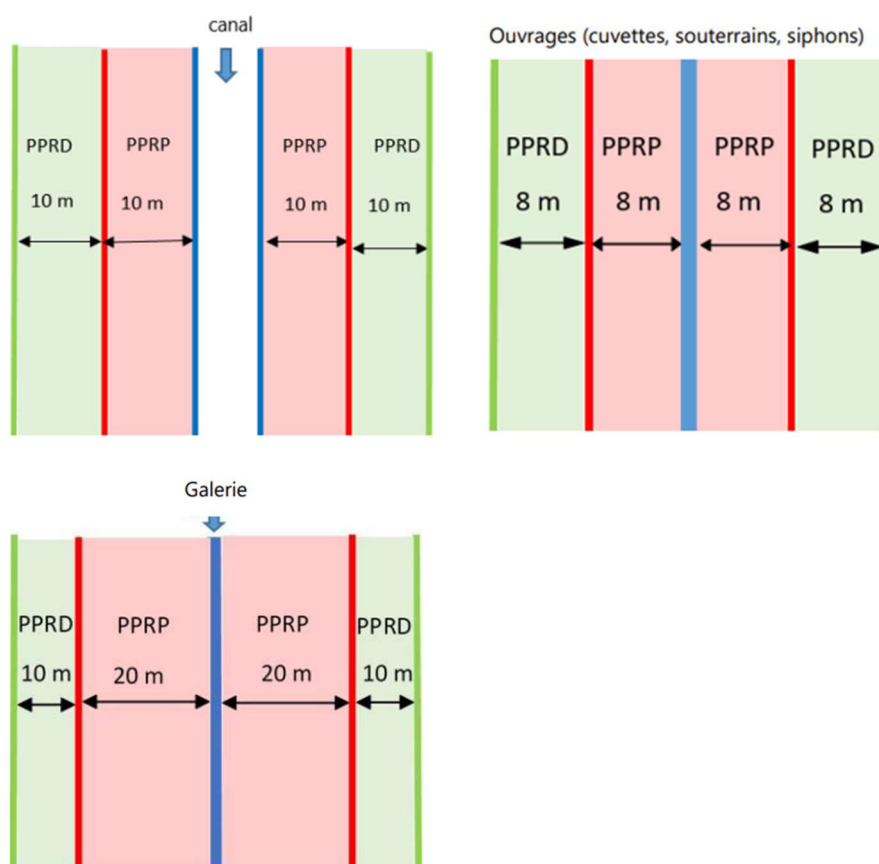 canal
PPRD
PPRP
PPRP
PPRD
10 m
10 m
10 m
10 m
Ouvrages (cuvettes, souterrains, siphons)
PPRD
PPRP
PPRP
PPRD
8 m
8 m
8 m
8 m
Galerie
PPRD
PPRP
PPRP
PPRD
10 m
20 m
20 m
10 m